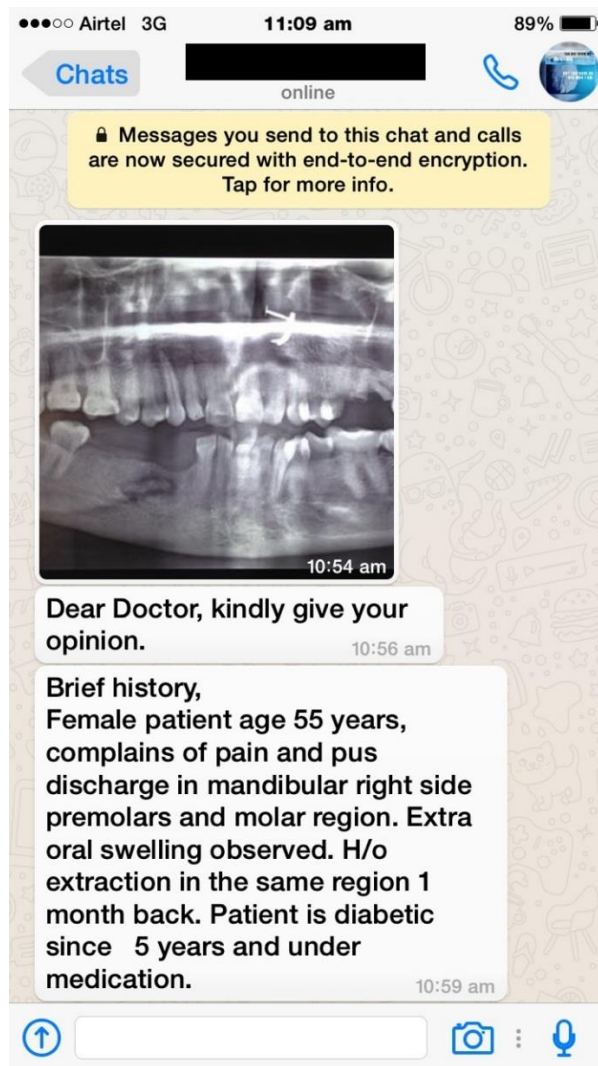 Airtel 3G 11:09 am 89%
Chats
online
Messages you send to this chat and calls
are now secured with end-to-end encryption.
Tap for more info.
10:54 am
Dear Doctor, kindly give your
opinion.
10:56 am
Brief history,
Female patient age 55 years,
complains of pain and pus
discharge in mandibular right side
premolars and molar region. Extra
oral swelling observed. H/o
extraction in the same region 1
month back. Patient is diabetic
since 5 years and under
medication.
10:59 am